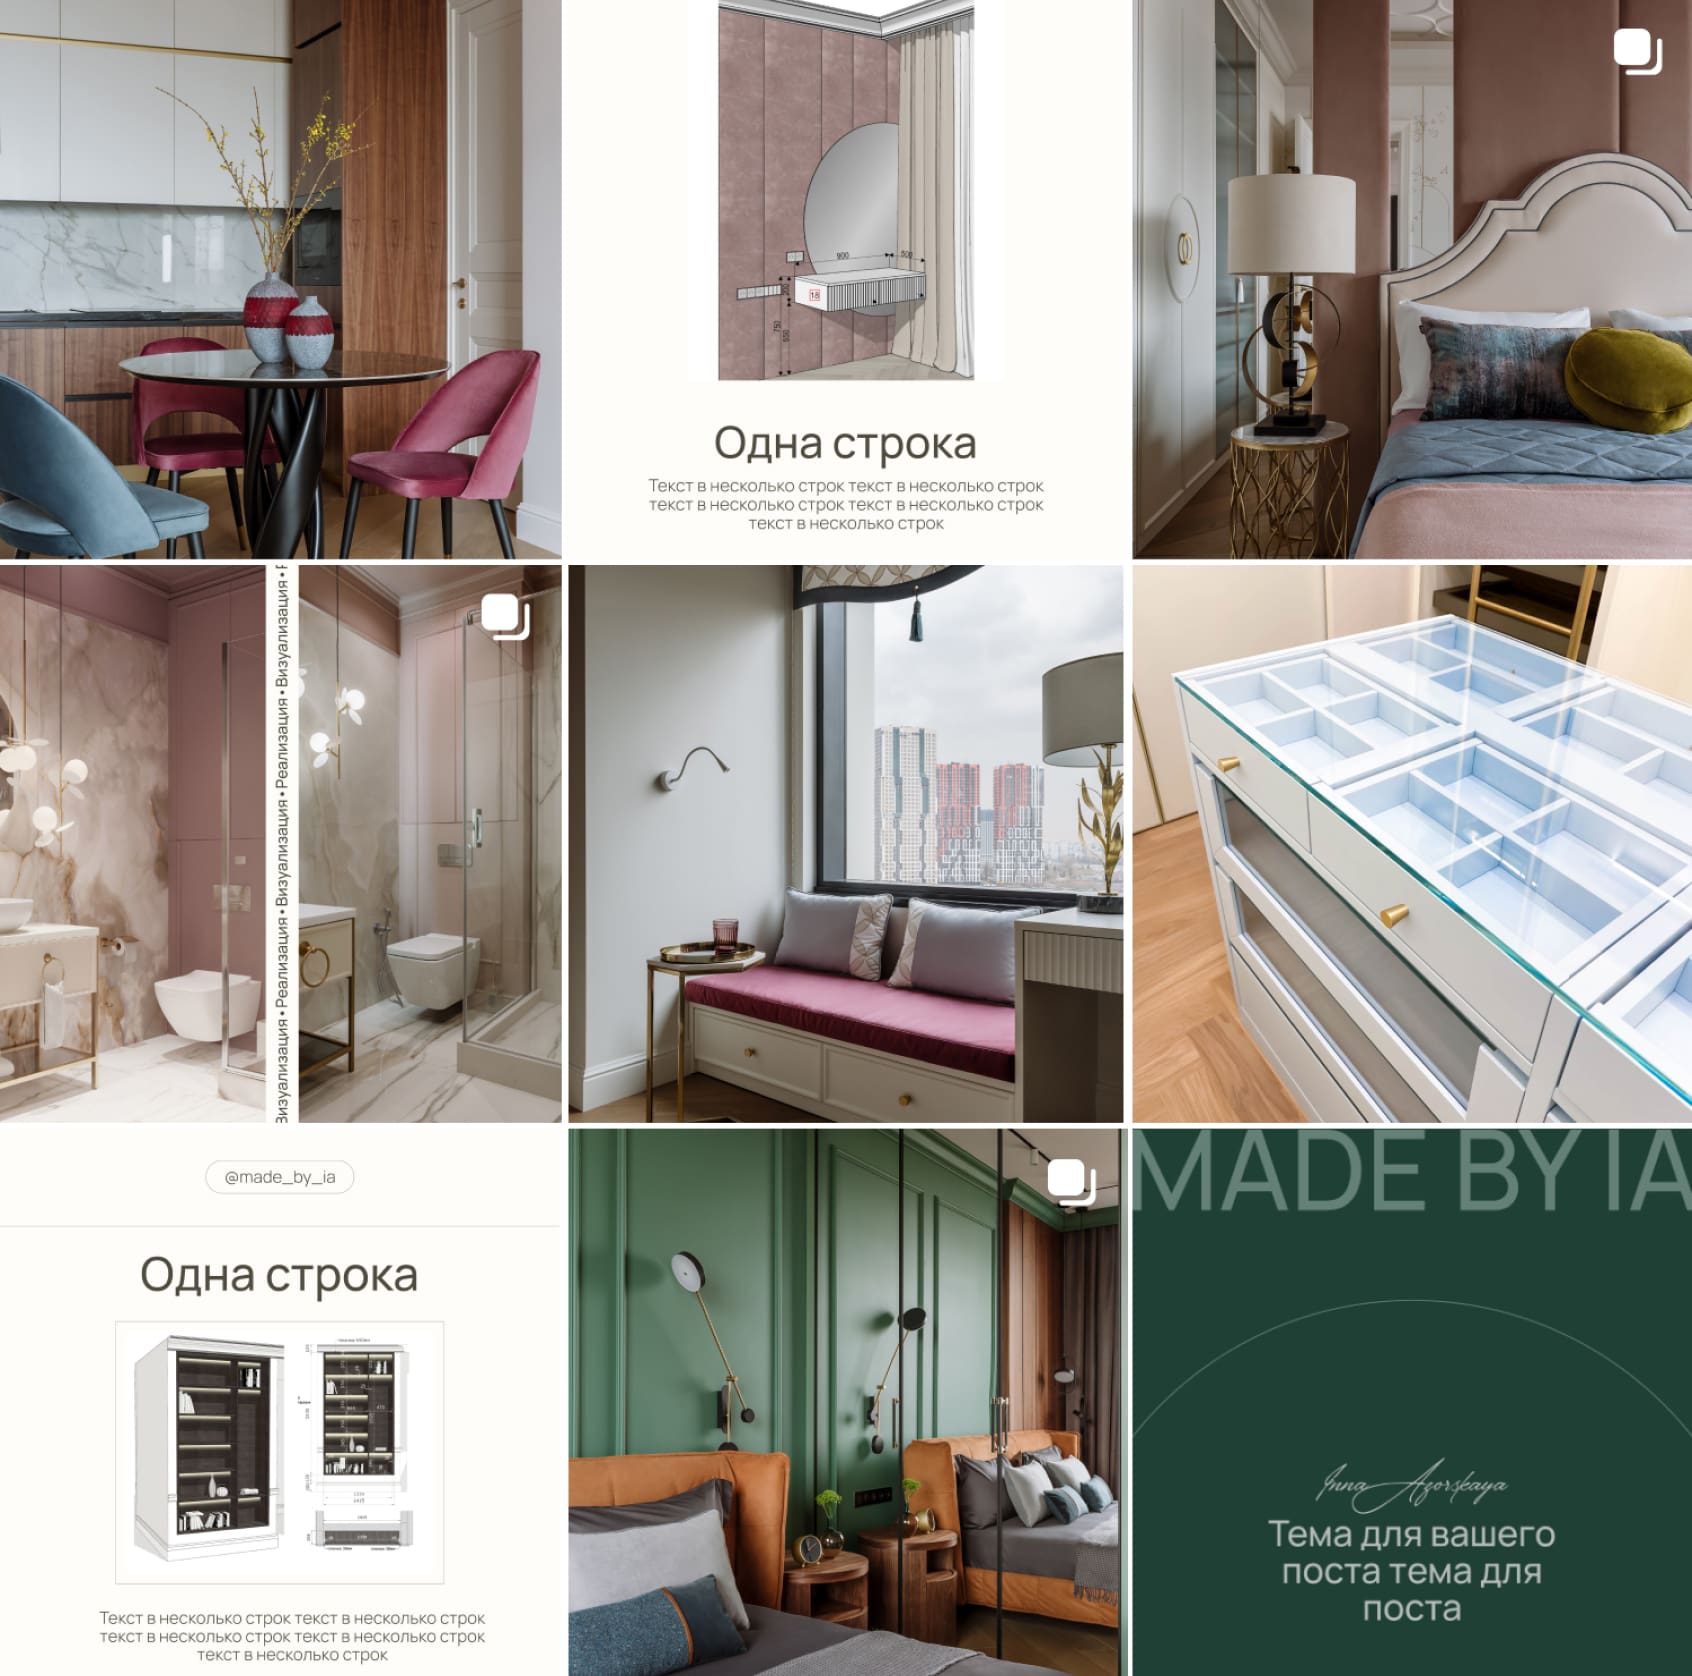 900
500
200
18
750
550
Одна строка
Текст в несколько строк текст в несколько строк
текст в несколько строк текст в несколько строк
текст в несколько строк
Визуализация • Реализация • Визуализация • Реализация • Визуализация •
@made_by_ia
Одна строка
Текст в несколько строк текст в несколько строк
текст в несколько строк текст в несколько строк
текст в несколько строк
MADE BY IA
Inna Azorskaya
Тема для вашего
поста тема для
поста